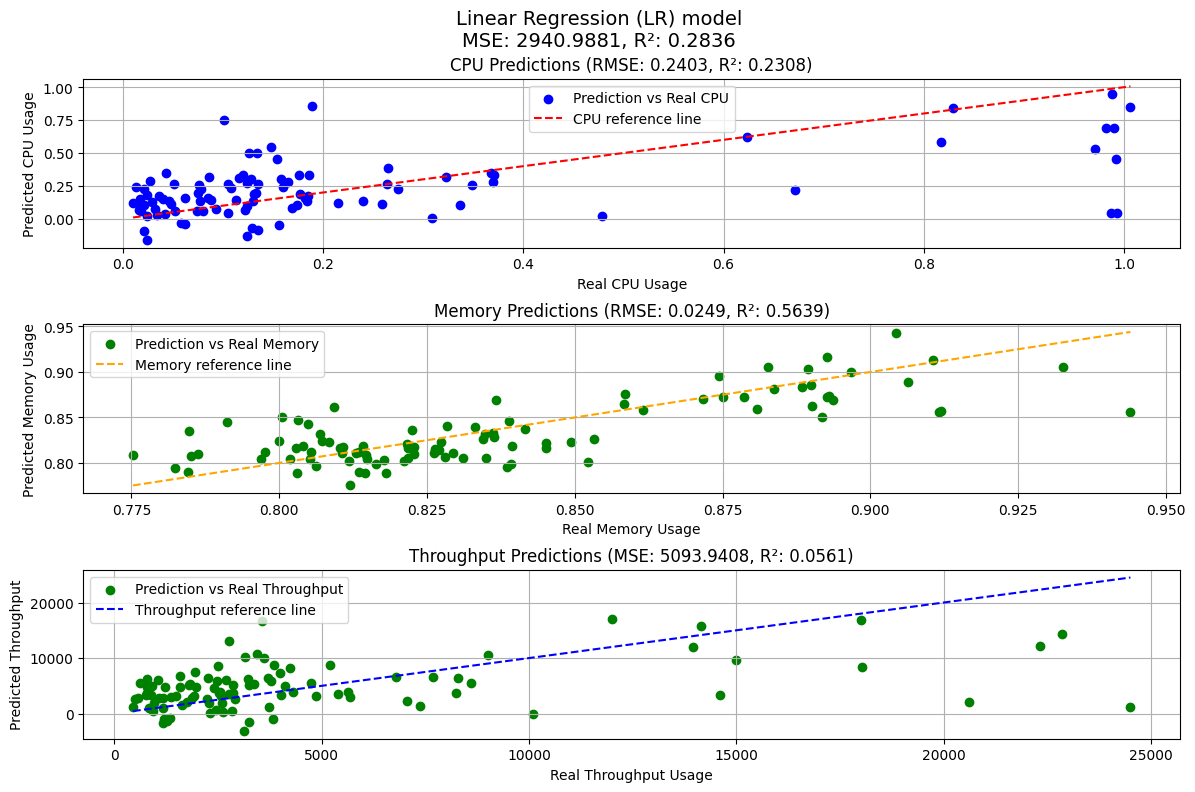 Linear Regression (LR) model
MSE: 2940.9881, R²: 0.2836
CPU Predictions (RMSE: 0.2403, R²: 0.2308)
Predicted CPU Usage
1.00
0.75
0.50
0.25
0.00
Prediction vs Real CPU
CPU reference line
0.0 0.2 0.4 0.6 0.8 1.0
Real CPU Usage
Memory Predictions (RMSE: 0.0249, R²: 0.5639)
Predicted Memory Usage
0.95
0.90
0.85
0.80
Prediction vs Real Memory
Memory reference line
0.775 0.800 0.825 0.850 0.875 0.900 0.925 0.950
Real Memory Usage
Throughput Predictions (MSE: 5093.9408, R²: 0.0561)
Predicted Throughput
20000
10000
0
Prediction vs Real Throughput
Throughput reference line
0 5000 10000 15000 20000 25000
Real Throughput Usage